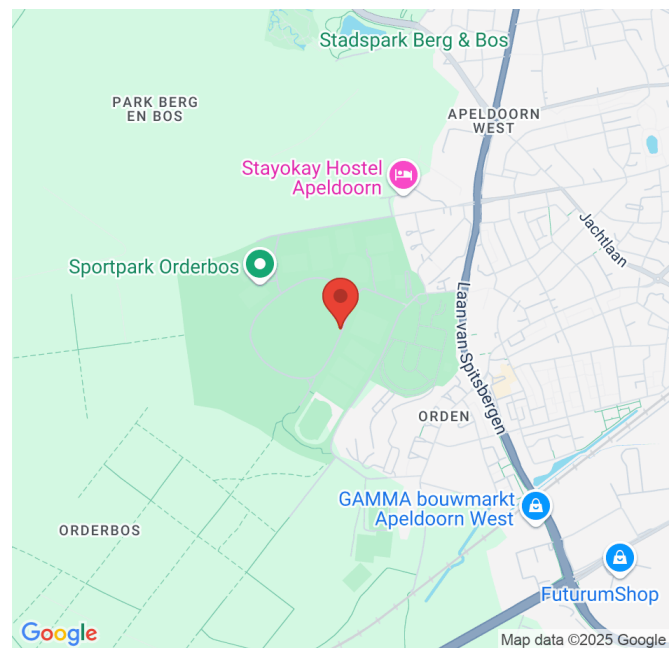 Stadspark Berg & Bos
PARK BERG
EN BOS
APELDOORN
WEST
Stayokay Hostel
Apeldoorn
Jachtlaan
Sportpark Orderbos
Laan van Spitsbergen
ORDEN
GAMMA bouwmarkt
Apeldoorn West
ORDERBOS
FuturumShop
Google
Map data ©2025 Google